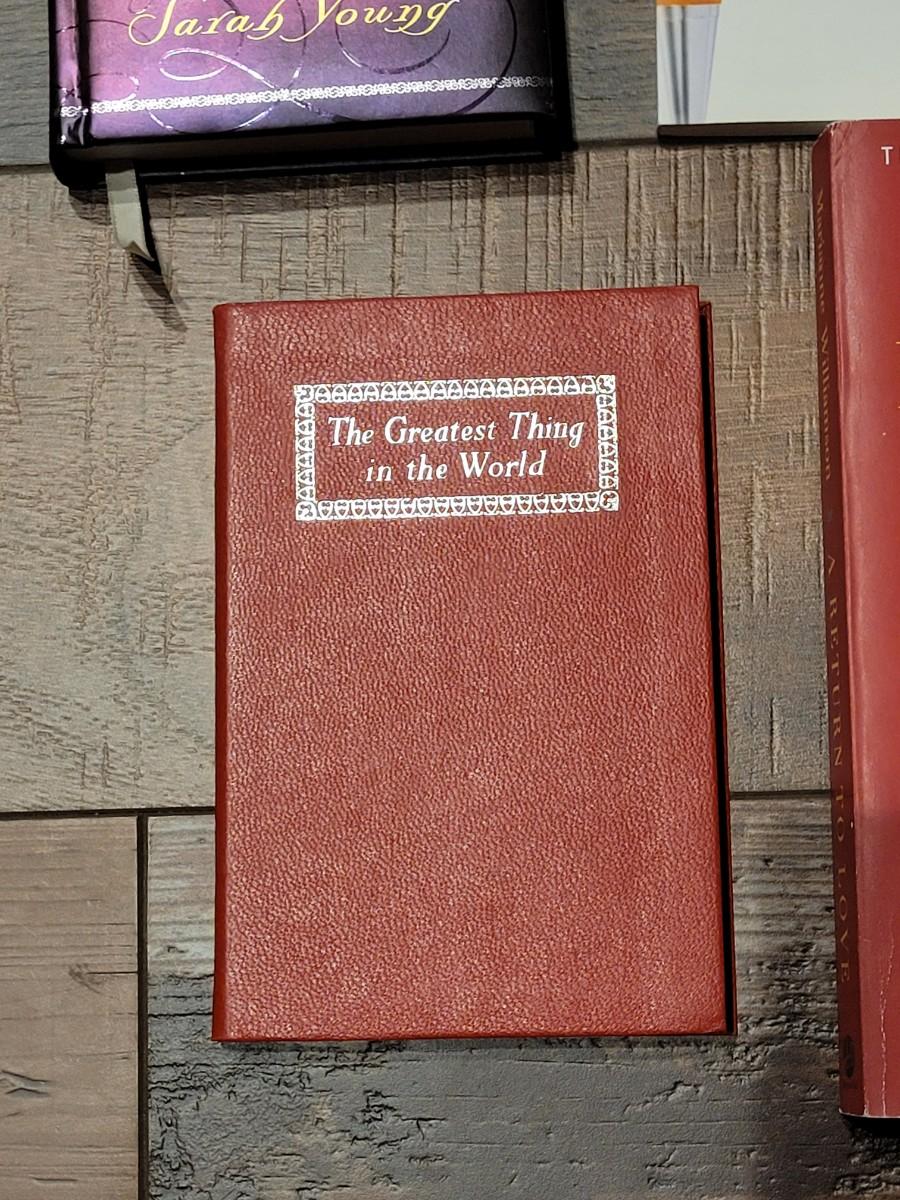 Sarah Young
The Greatest Thing
in the World
Marianne Williamson
A RETURN TO LOVE